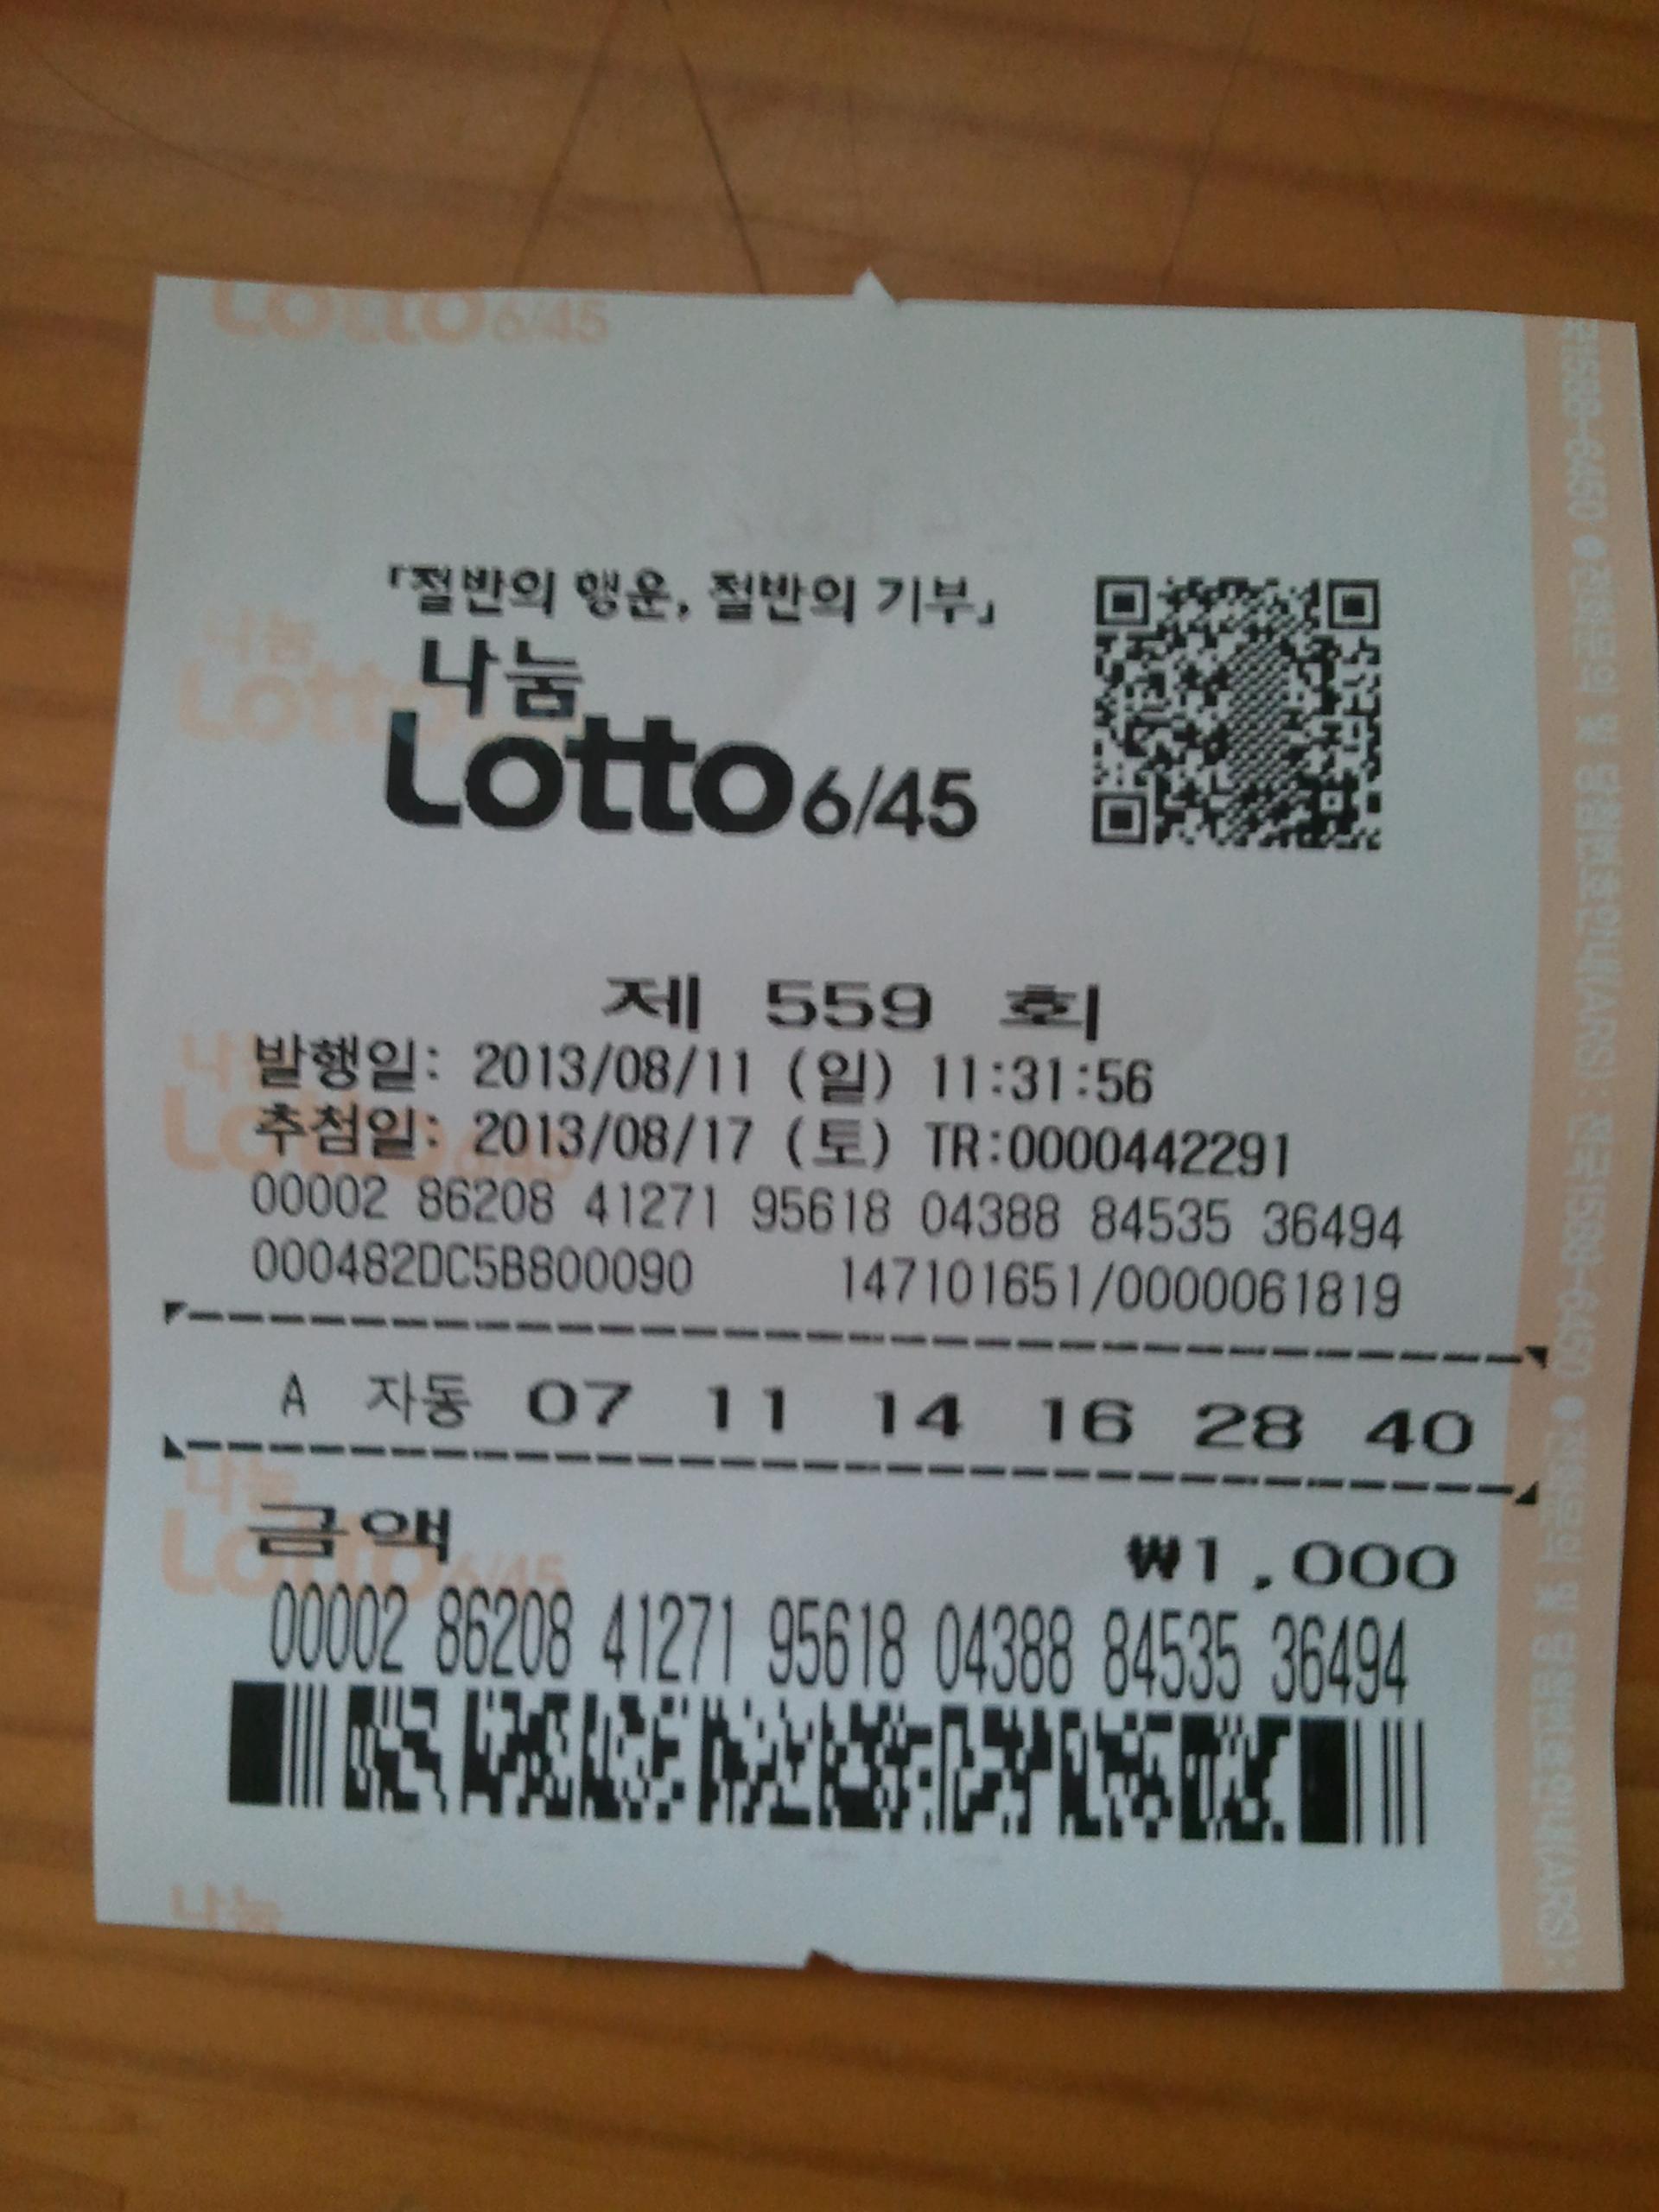 Lotto 6/45
「절반의 행운, 절반의 기부」
나눔
Lotto 6/45
제 559 회
발행일: 2013/08/11 (일) 11:31:56
추첨일: 2013/08/17 (토) TR:0000442291
00002 86208 41271 95618 04388 84535 36494
000482DC5B800090 147101651/0000061819
A 자동 07 11 14 16 28 40
금액 ₩1,000
00002 86208 41271 95618 04388 84535 36494
나눔